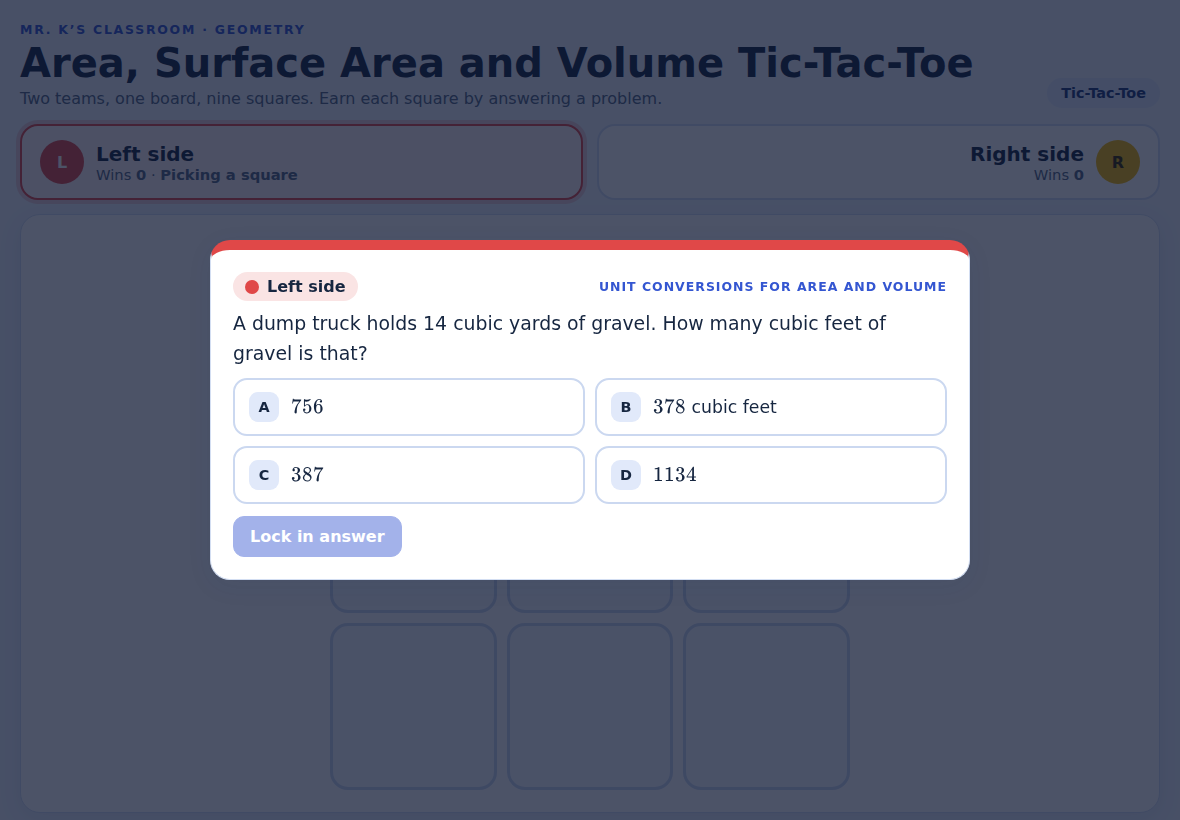 MR. K'S CLASSROOM · GEOMETRY
Area, Surface Area and Volume Tic-Tac-Toe
Two teams, one board, nine squares. Earn each square by answering a problem.
Tic-Tac-Toe
L
Left side
Wins 0 · Picking a square
Right side
Wins 0
R
Left side
UNIT CONVERSIONS FOR AREA AND VOLUME
A dump truck holds 14 cubic yards of gravel. How many cubic feet of
gravel is that?
A 756
B 378 cubic feet
C 387
D 1134
Lock in answer